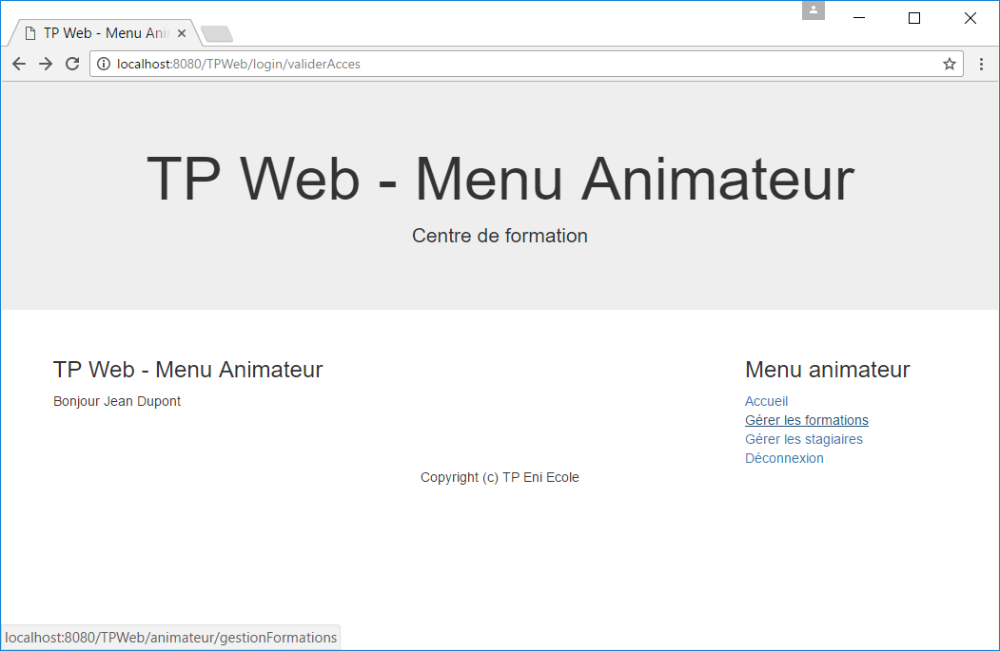 TP Web - Menu Ani
localhost:8080/TPWeb/login/validerAcces
TP Web - Menu Animateur
Centre de formation
TP Web - Menu Animateur
Bonjour Jean Dupont
Menu animateur
Accueil
Gérer les formations
Gérer les stagiaires
Déconnexion
Copyright (c) TP Eni Ecole
localhost:8080/TPWeb/animateur/gestionFormations